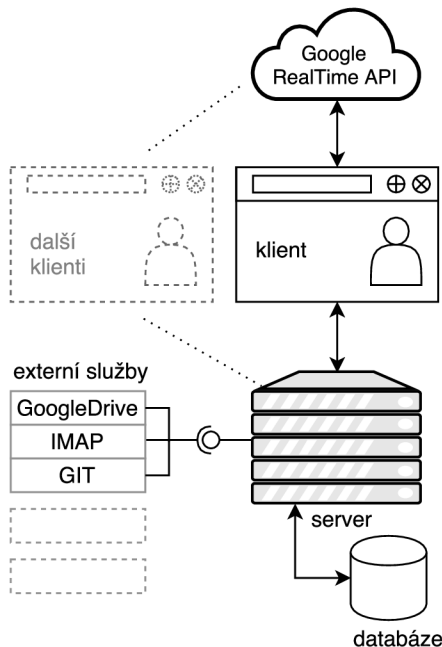 Google
RealTime API
další
klienti
klient
externí služby
GoogleDrive
IMAP
GIT
server
databáze